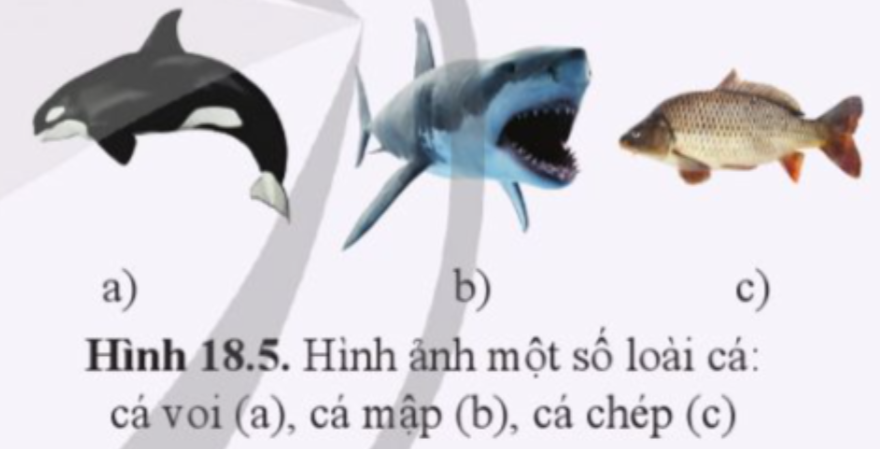 a) b) c)
Hình 18.5. Hình ảnh một số loài cá:
cá voi (a), cá mập (b), cá chép (c)